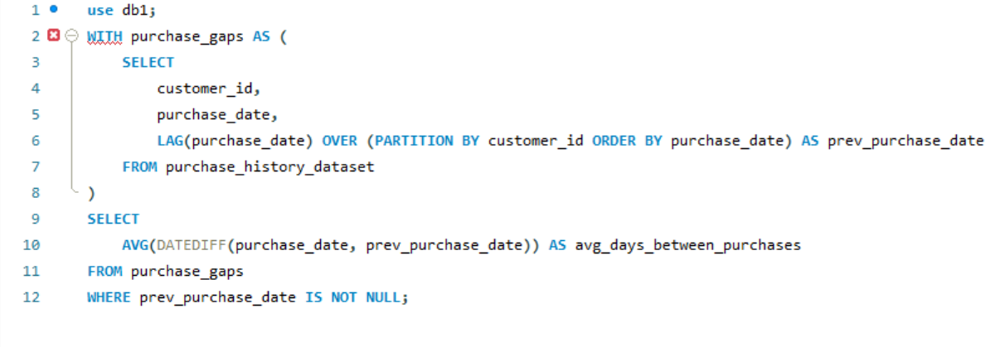 1 use db1;
2 WITH purchase_gaps AS (
3 SELECT
4 customer_id,
5 purchase_date,
6 LAG(purchase_date) OVER (PARTITION BY customer_id ORDER BY purchase_date) AS prev_purchase_date
7 FROM purchase_history_dataset
8 )
9 SELECT
10 AVG(DATEDIFF(purchase_date, prev_purchase_date)) AS avg_days_between_purchases
11 FROM purchase_gaps
12 WHERE prev_purchase_date IS NOT NULL;